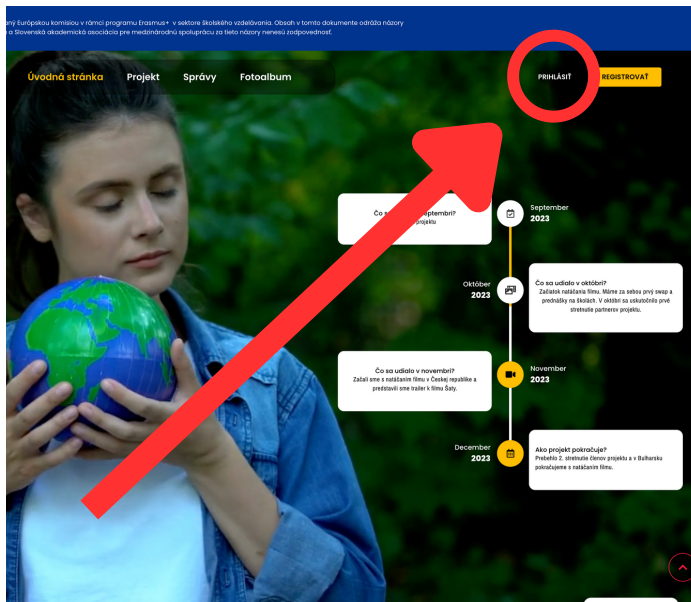 aný Európskou komisiou v rámci programu Erasmus+ v sektore školského vzdelávania. Obsah v tomto dokumente odráža názory
a Slovenská akademická asociácia pre medzinárodnú spoluprácu za tieto názory nenesú zodpovednosť.
Úvodná stránka Projekt Správy Fotoalbum PRIHLÁSIŤ REGISTROVAŤ
September
2023
Čo septembri?
projektu
Október
2023
Čo sa udialo v októbri?
Začiatok natáčania filmu. Máme za sebou prvý swap a
prednášky na školách. V októbri sa uskutočnilo prvé
stretnutie partnerov projektu.
Čo sa udialo v novembri?
Začali sme s natáčaním filmu v Českej republike a
predstavili sme trailer k filmu Šaty.
November
2023
December
2023
Ako projekt pokračuje?
Prebehlo 2. stretnutie členov projektu a v Bulharsku
pokračujeme s natáčaním filmu.